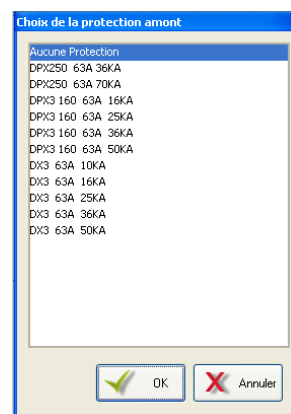 Choix de la protection amont
Aucune Protection
DPX250 63A 36KA
DPX250 63A 70KA
DPX3 160 63A 16KA
DPX3 160 63A 25KA
DPX3 160 63A 36KA
DPX3 160 63A 50KA
DX3 63A 10KA
DX3 63A 16KA
DX3 63A 25KA
DX3 63A 36KA
DX3 63A 50KA
OK
Annuler